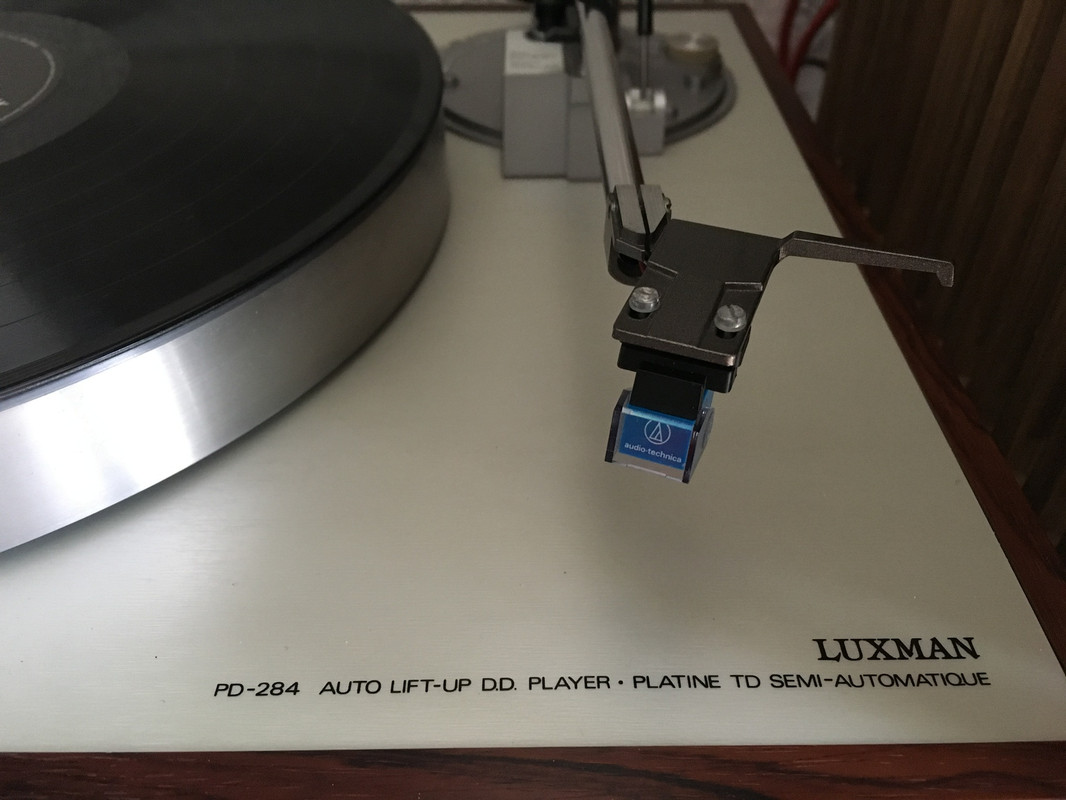 audio-technica
LUXMAN
PD-284 AUTO LIFT-UP D.D. PLAYER • PLATINE TD SEMI-AUTOMATIQUE